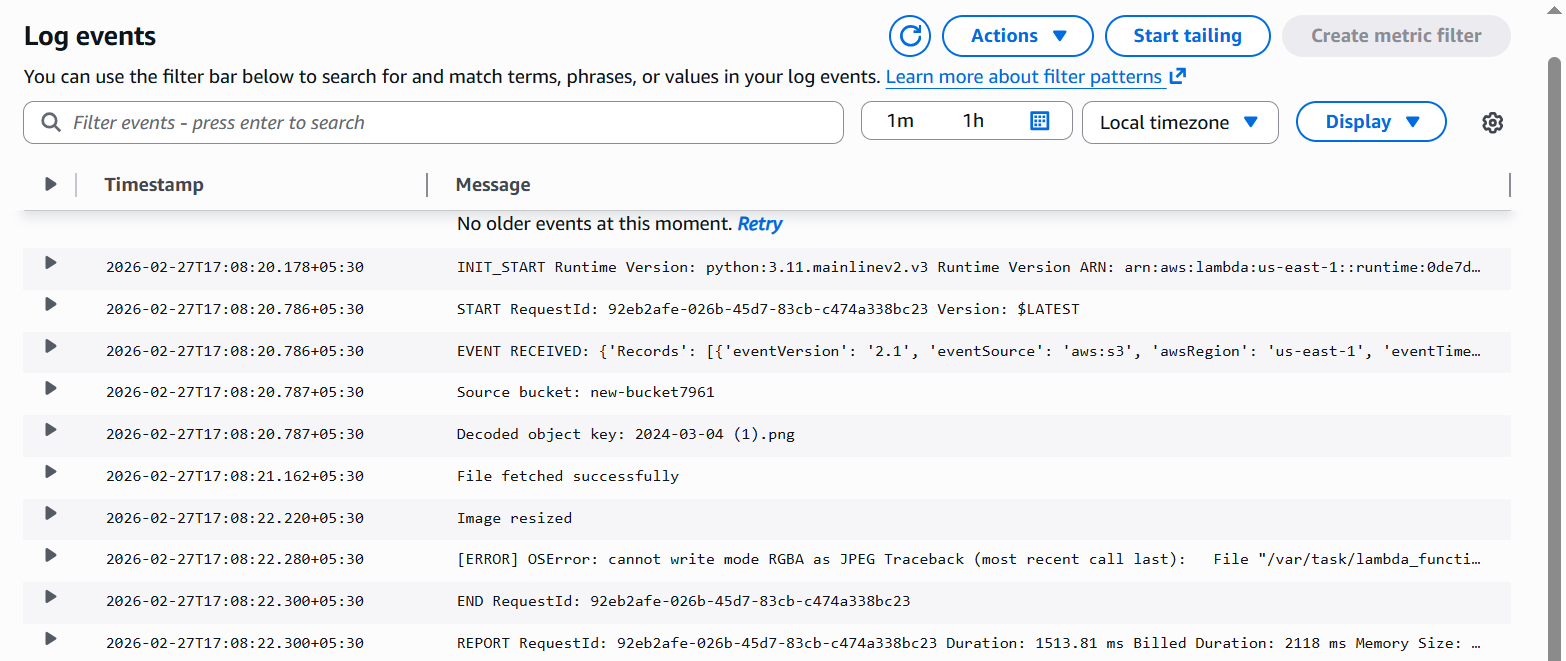 Log events
Actions
Start tailing
Create metric filter
You can use the filter bar below to search for and match terms, phrases, or values in your log events. Learn more about filter patterns
Filter events - press enter to search
1m 1h
Local timezone
Display
Timestamp Message
No older events at this moment. Retry
2026-02-27T17:08:20.178+05:30 INIT_START Runtime Version: python:3.11.mainlinev2.v3 Runtime Version ARN: arn:aws:lambda:us-east-1::runtime:0de7d…
2026-02-27T17:08:20.786+05:30 START RequestId: 92eb2afe-026b-45d7-83cb-c474a338bc23 Version: $LATEST
2026-02-27T17:08:20.786+05:30 EVENT RECEIVED: {'Records': [{'eventVersion': '2.1', 'eventSource': 'aws:s3', 'awsRegion': 'us-east-1', 'eventTime…
2026-02-27T17:08:20.787+05:30 Source bucket: new-bucket7961
2026-02-27T17:08:20.787+05:30 Decoded object key: 2024-03-04 (1).png
2026-02-27T17:08:21.162+05:30 File fetched successfully
2026-02-27T17:08:22.220+05:30 Image resized
2026-02-27T17:08:22.280+05:30 [ERROR] OSError: cannot write mode RGBA as JPEG Traceback (most recent call last): File "/var/task/lambda_functi…
2026-02-27T17:08:22.300+05:30 END RequestId: 92eb2afe-026b-45d7-83cb-c474a338bc23
2026-02-27T17:08:22.300+05:30 REPORT RequestId: 92eb2afe-026b-45d7-83cb-c474a338bc23 Duration: 1513.81 ms Billed Duration: 2118 ms Memory Size: …